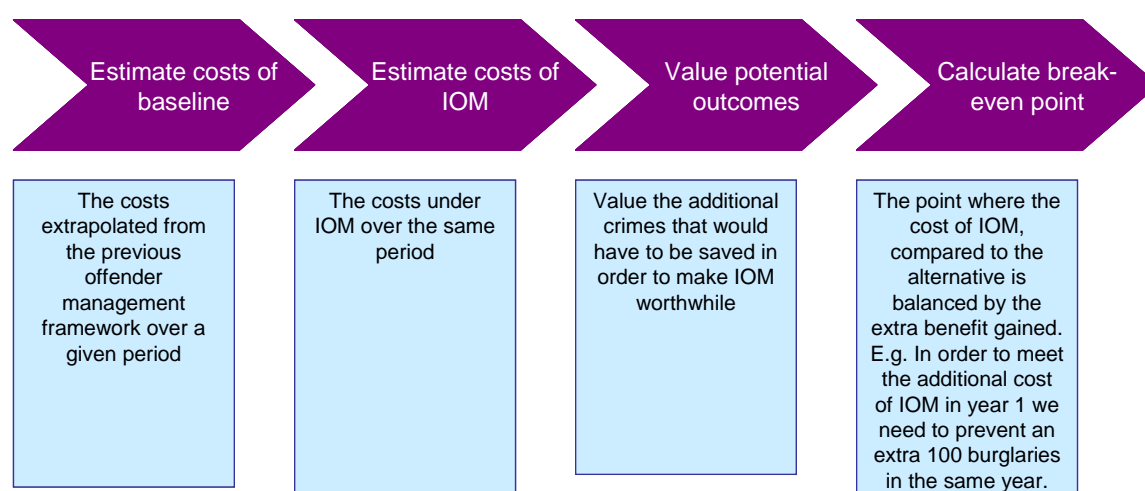 Estimate costs of
baseline
Estimate costs of
IOM
Value potential
outcomes
Calculate break-
even point
The costs
extrapolated from
the previous
offender
management
framework over a
given period
The costs under
IOM over the same
period
Value the additional
crimes that would
have to be saved in
order to make IOM
worthwhile
The point where the
cost of IOM,
compared to the
alternative is
balanced by the
extra benefit gained.
E.g. In order to meet
the additional cost
of IOM in year 1 we
need to prevent an
extra 100 burglaries
in the same year.